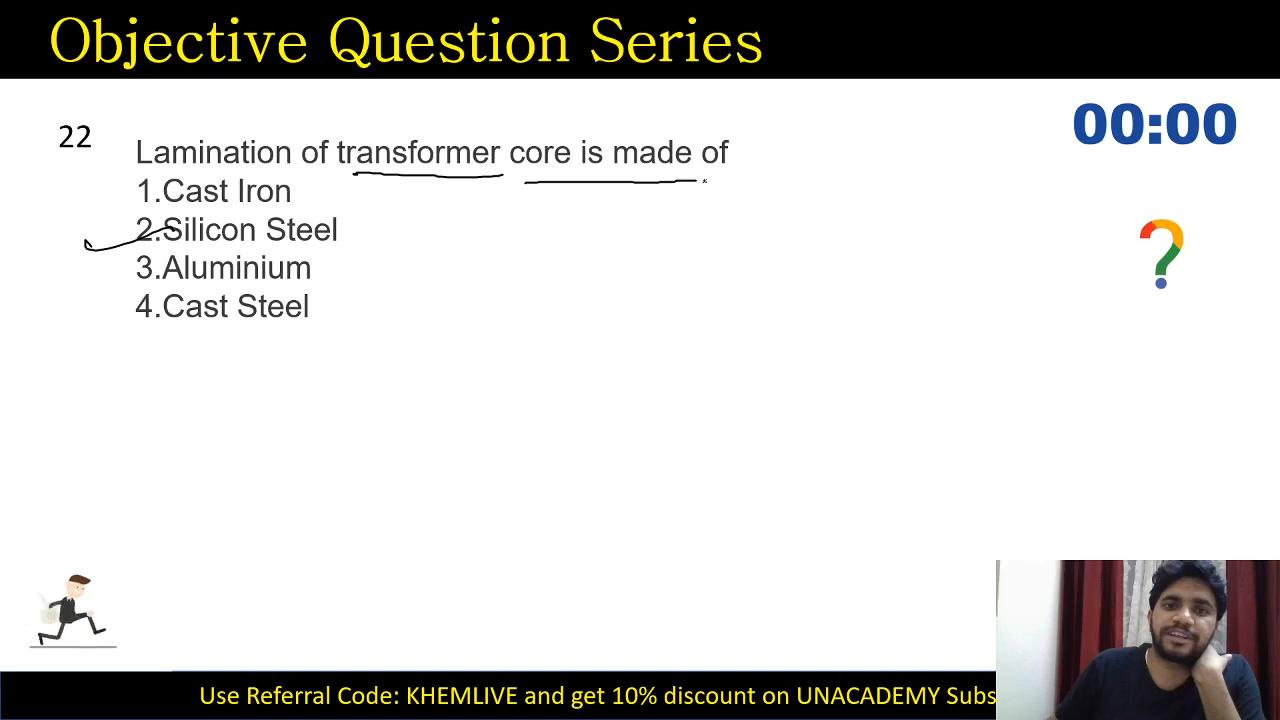 Objective Question Series
00:00
22
Lamination of transformer core is made of
1.Cast Iron
2.Silicon Steel
3.Aluminium
4.Cast Steel
?
Use Referral Code: KHEMLIVE and get 10% discount on UNACADEMY Subs